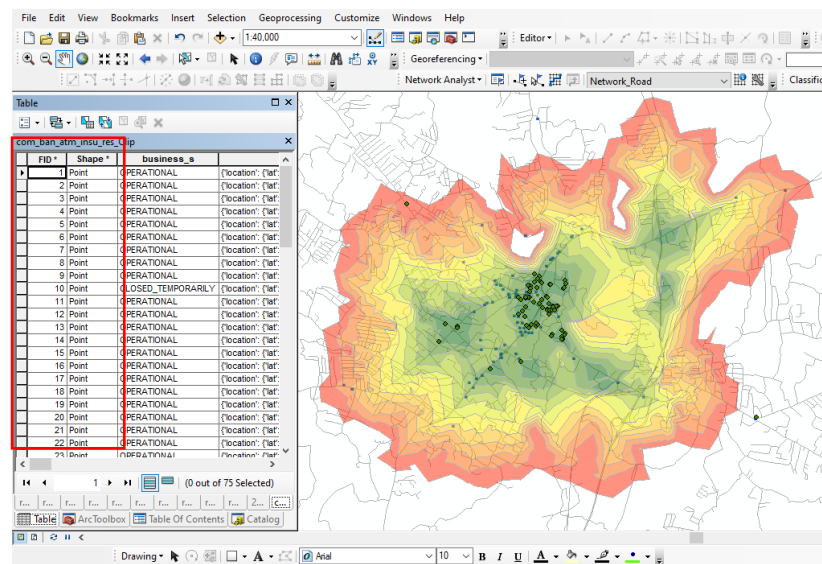 File Edit View Bookmarks Insert Selection Geoprocessing Customize Windows Help
1:40,000 Editor
Georeferencing
Network Analyst Network_Road Classific
Table
com_ban_atm_insu_res_Clip
FID * Shape * business_s
1 Point OPERATIONAL {'location': {'lat':
2 Point OPERATIONAL {'location': {'lat':
3 Point OPERATIONAL {'location': {'lat':
4 Point OPERATIONAL {'location': {'lat':
5 Point OPERATIONAL {'location': {'lat':
6 Point OPERATIONAL {'location': {'lat':
7 Point OPERATIONAL {'location': {'lat':
8 Point OPERATIONAL {'location': {'lat':
9 Point OPERATIONAL {'location': {'lat':
10 Point CLOSED_TEMPORARILY {'location': {'lat':
11 Point OPERATIONAL {'location': {'lat':
12 Point OPERATIONAL {'location': {'lat':
13 Point OPERATIONAL {'location': {'lat':
14 Point OPERATIONAL {'location': {'lat':
15 Point OPERATIONAL {'location': {'lat':
16 Point OPERATIONAL {'location': {'lat':
17 Point OPERATIONAL {'location': {'lat':
18 Point OPERATIONAL {'location': {'lat':
19 Point OPERATIONAL {'location': {'lat':
20 Point OPERATIONAL {'location': {'lat':
21 Point OPERATIONAL {'location': {'lat':
22 Point OPERATIONAL {'location': {'lat':
23 Point OPERATIONAL {'location': {'lat':
1 (0 out of 75 Selected)
r... r... r... r... r... r... r... r... r... r... 2... c...
Table ArcToolbox Table Of Contents Catalog
Drawing A Arial 10 B I U A